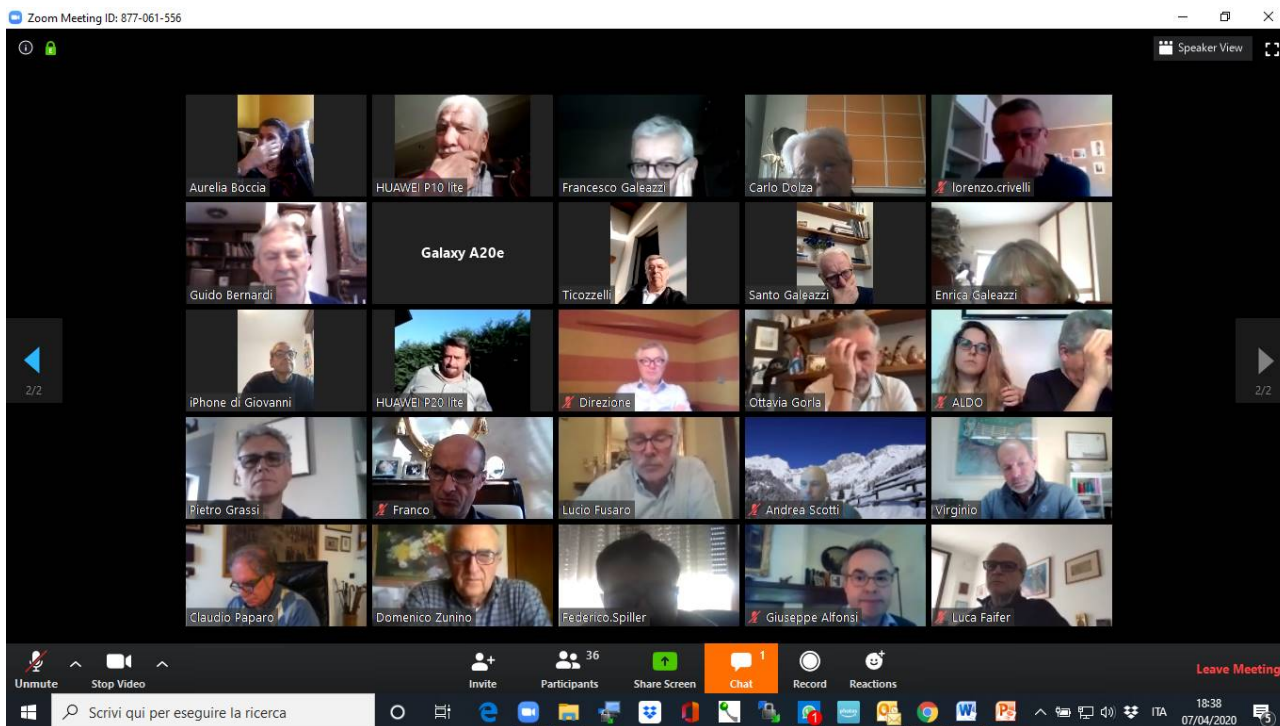 Zoom Meeting ID: 877-061-556
Speaker View
Aurelia Boccia
HUAWEI P10 lite
Francesco Galeazzi
Carlo Dolza
lorenzo.crivelli
Guido Bernardi
Galaxy A20e
Ticozzelli
Santo Galeazzi
Enrica Galeazzi
2/2
2/2
iPhone di Giovanni
HUAWEI P20 lite
Direzione
Ottavia Gorla
ALDO
Pietro Grassi
Franco
Lucio Fusaro
Andrea Scotti
Virginio
Claudio Paparo
Domenico Zunino
Federico.Spiller
Giuseppe Alfonsi
Luca Faifer
Unmute
Stop Video
Invite
36
Participants
Share Screen
1
Chat
Record
Reactions
Leave Meeting
Scrivi qui per eseguire la ricerca
ITA
18:38
07/04/2020